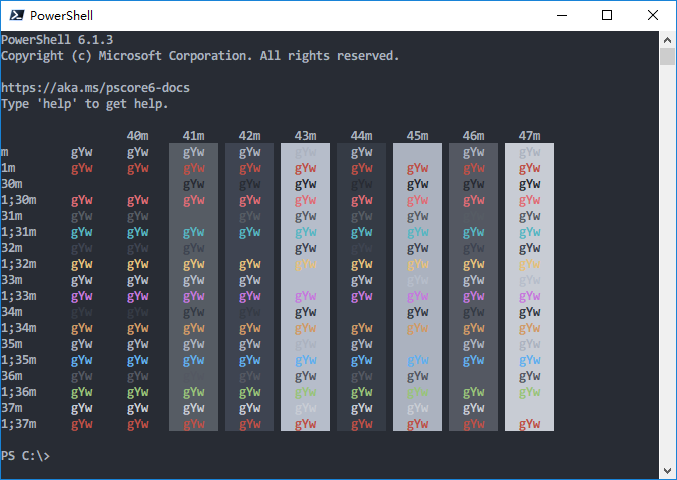 PowerShell
PowerShell 6.1.3
Copyright (c) Microsoft Corporation. All rights reserved.
https://aka.ms/pscore6-docs
Type 'help' to get help.
40m 41m 42m 43m 44m 45m 46m 47m
m gYw gYw gYw gYw gYw gYw gYw gYw gYw
1m gYw gYw gYw gYw gYw gYw gYw gYw gYw
30m gYw gYw gYw gYw gYw gYw gYw
1;30m gYw gYw gYw gYw gYw gYw gYw gYw gYw
31m gYw gYw gYw gYw gYw gYw gYw
1;31m gYw gYw gYw gYw gYw gYw gYw gYw gYw
32m gYw gYw gYw gYw gYw gYw gYw gYw
1;32m gYw gYw gYw gYw gYw gYw gYw gYw gYw
33m gYw gYw gYw gYw gYw gYw gYw
1;33m gYw gYw gYw gYw gYw gYw gYw gYw gYw
34m gYw gYw gYw gYw gYw gYw gYw gYw
1;34m gYw gYw gYw gYw gYw gYw gYw gYw gYw
35m gYw gYw gYw gYw gYw gYw gYw gYw
1;35m gYw gYw gYw gYw gYw gYw gYw gYw gYw
36m gYw gYw gYw gYw gYw gYw gYw
1;36m gYw gYw gYw gYw gYw gYw gYw gYw gYw
37m gYw gYw gYw gYw gYw gYw gYw gYw
1;37m gYw gYw gYw gYw gYw gYw gYw gYw gYw
PS C:\>